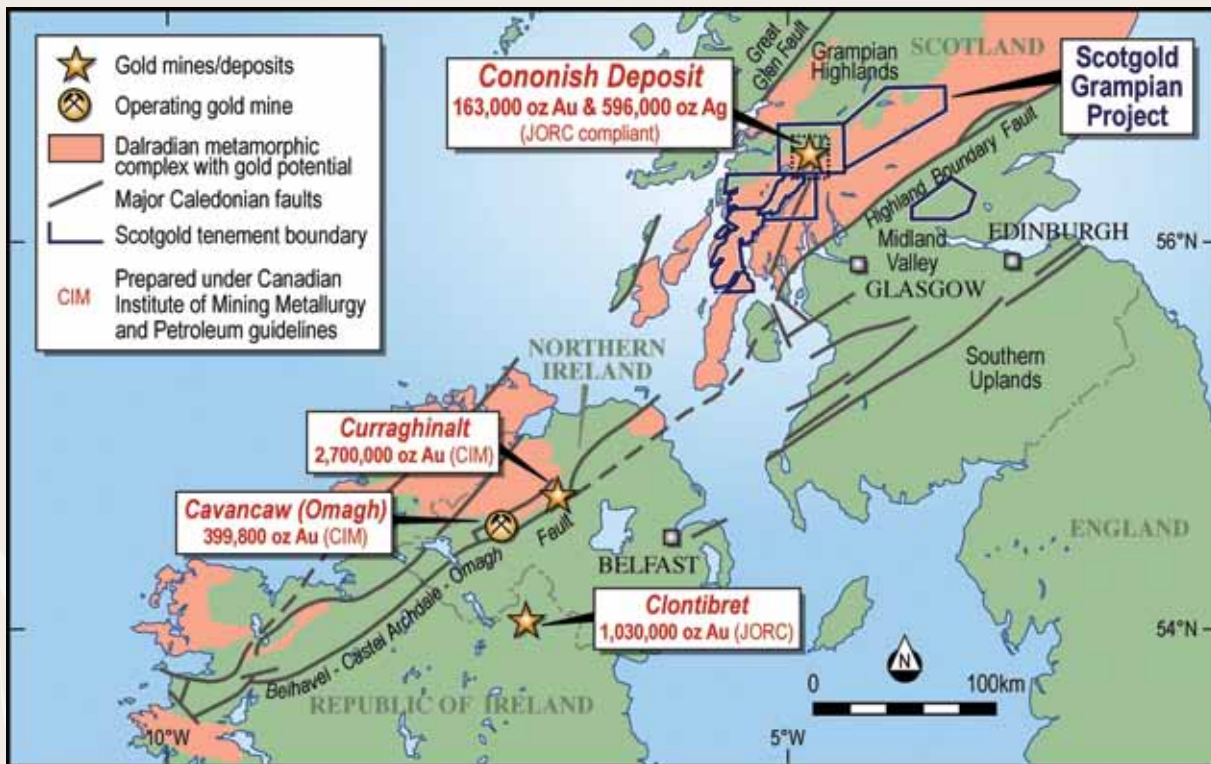 Gold mines/deposits
Operating gold mine
Dalradian metamorphic
complex with gold potential
Major Caledonian faults
Scotgold tenement boundary
CIM
Prepared under Canadian
Institute of Mining Metallurgy
and Petroleum guidelines
Great
Glen Fault
Grampian
Highlands
SCOTLAND
Cononish Deposit
163,000 oz Au & 596,000 oz Ag
(JORC compliant)
Scotgold
Grampian
Project
Highland Boundary Fault
Midland
Valley
EDINBURGH
56°N
GLASGOW
NORTHERN
IRELAND
Southern
Uplands
Curraghinalt
2,700,000 oz Au (CIM)
Cavancaw (Omagh)
399,800 oz Au (CIM)
ENGLAND
BELFAST
Belhavel - Castel Archdale - Omagh Fault
Clontibret
1,030,000 oz Au (JORC)
54°N
N
REPUBLIC OF IRELAND
0 100km
10°W
5°W